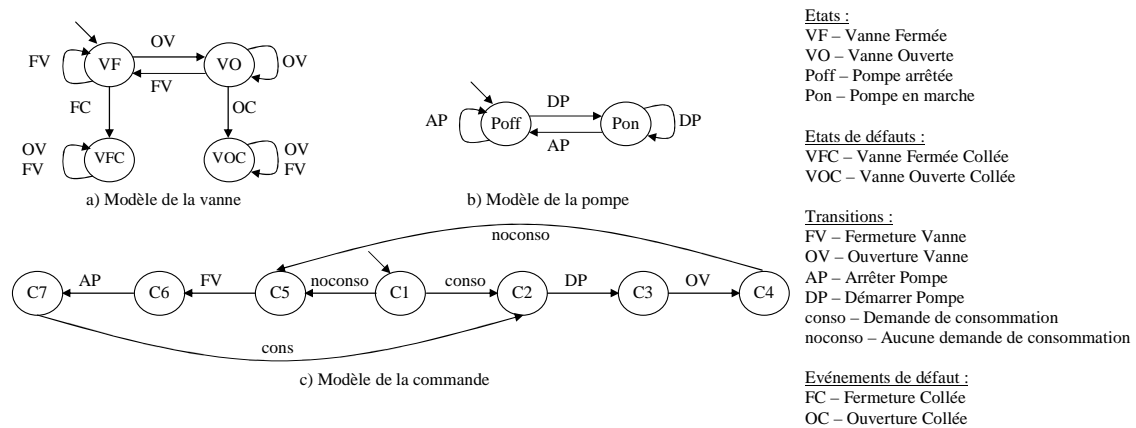 OV
FV
VF
VO
OV
FV
FC
OC
OV
FV
VFC
VOC
OV
FV
a) Modèle de la vanne
DP
AP
Poff
Pon
DP
AP
b) Modèle de la pompe
noconso
C7
AP
C6
FV
C5
noconso
C1
conso
C2
DP
C3
OV
C4
cons
c) Modèle de la commande
Etats :
VF – Vanne Fermée
VO – Vanne Ouverte
Poff – Pompe arrêtée
Pon – Pompe en marche
Etats de défauts :
VFC – Vanne Fermée Collée
VOC – Vanne Ouverte Collée
Transitions :
FV – Fermeture Vanne
OV – Ouverture Vanne
AP – Arrêter Pompe
DP – Démarrer Pompe
conso – Demande de consommation
noconso – Aucune demande de consommation
Evénements de défaut :
FC – Fermeture Collée
OC – Ouverture Collée